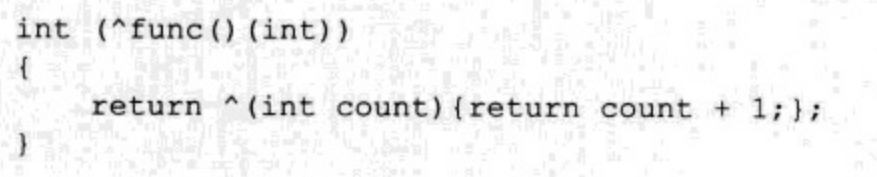 int (^func()(int))
{
    return ^(int count){return count + 1;};
}